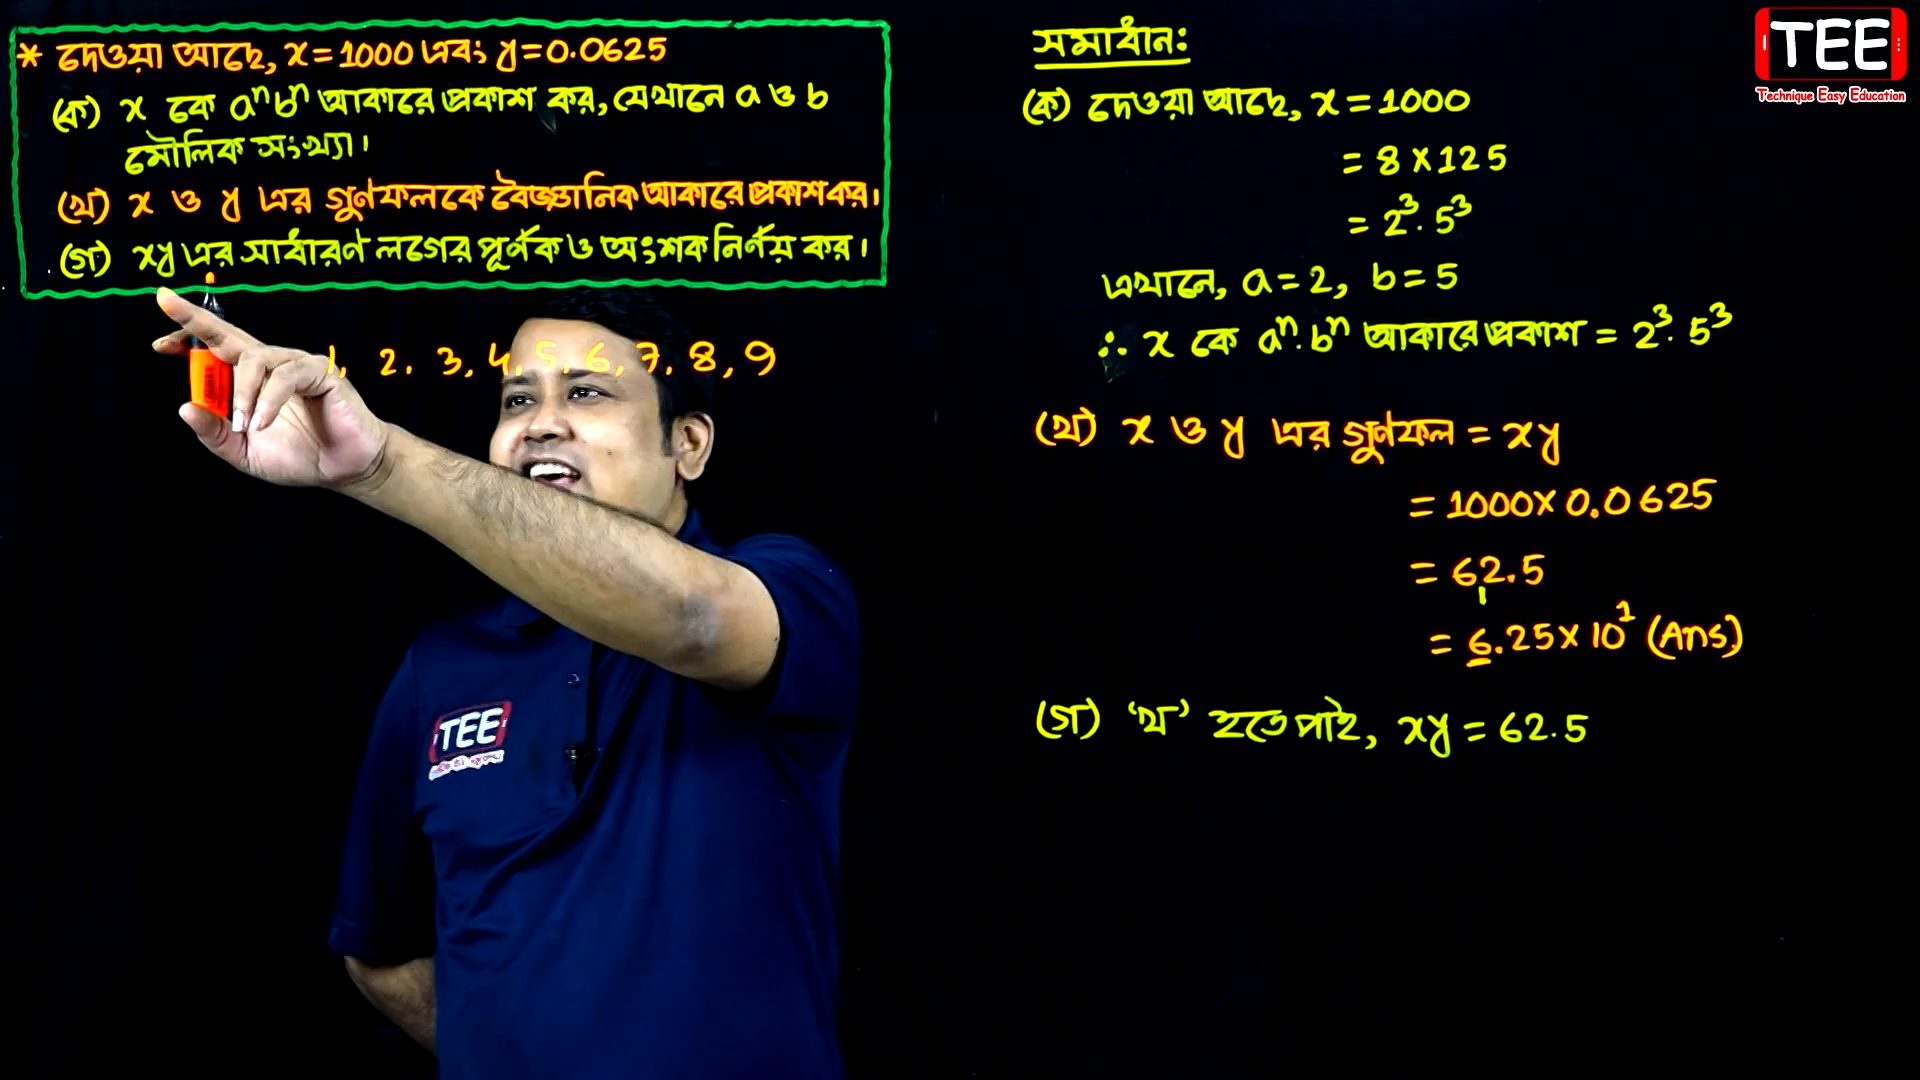 * দেওয়া আছে, x = 1000 এবং y = 0.0625
(ক) x কে aⁿbⁿ আকারে প্রকাশ কর, যেখানে a ও b
মৌলিক সংখ্যা।
(খ) x ও y এর গুণফলকে বৈজ্ঞানিক আকারে প্রকাশ কর।
(গ) xy এর সাধারণ লগের পূর্ণক ও অংশক নির্ণয় কর।
1, 2, 3, 4, 5, 6, 7, 8, 9
সমাধান:
(ক) দেওয়া আছে, x = 1000
= 8 × 125
= 2³. 5³
এখানে, a = 2, b = 5
∴ x কে aⁿ. bⁿ আকারে প্রকাশ = 2³. 5³
(খ) x ও y এর গুণফল = xy
= 1000 × 0.0625
= 62.5
= 6.25 × 10¹ (Ans.)
(গ) ‘খ’ হতে পাই, xy = 62.5
TEE
Technique Easy Education
TEE